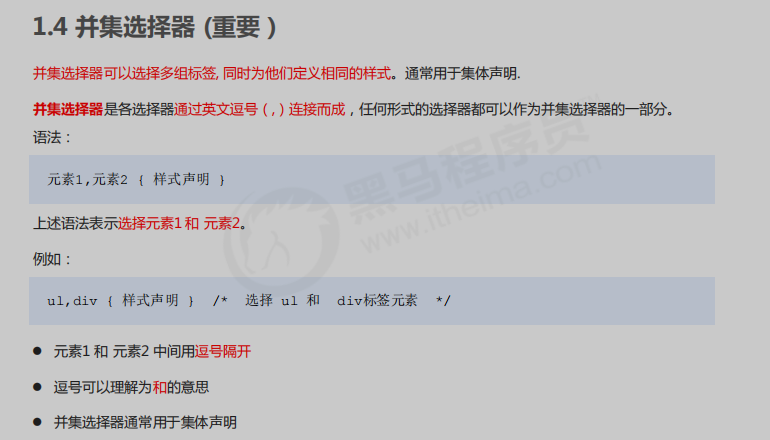 1.4 并集选择器 (重要 )
并集选择器可以选择多组标签, 同时为他们定义相同的样式。通常用于集体声明.
并集选择器是各选择器通过英文逗号 ( , ) 连接而成，任何形式的选择器都可以作为并集选择器的一部分。
语法：
元素1,元素2 { 样式声明 }
上述语法表示选择元素1 和 元素2。
例如：
ul,div { 样式声明 } /* 选择 ul 和 div标签元素 */
● 元素1 和 元素2 中间用逗号隔开
● 逗号可以理解为和的意思
● 并集选择器通常用于集体声明
黑马程序员
www.itheima.com